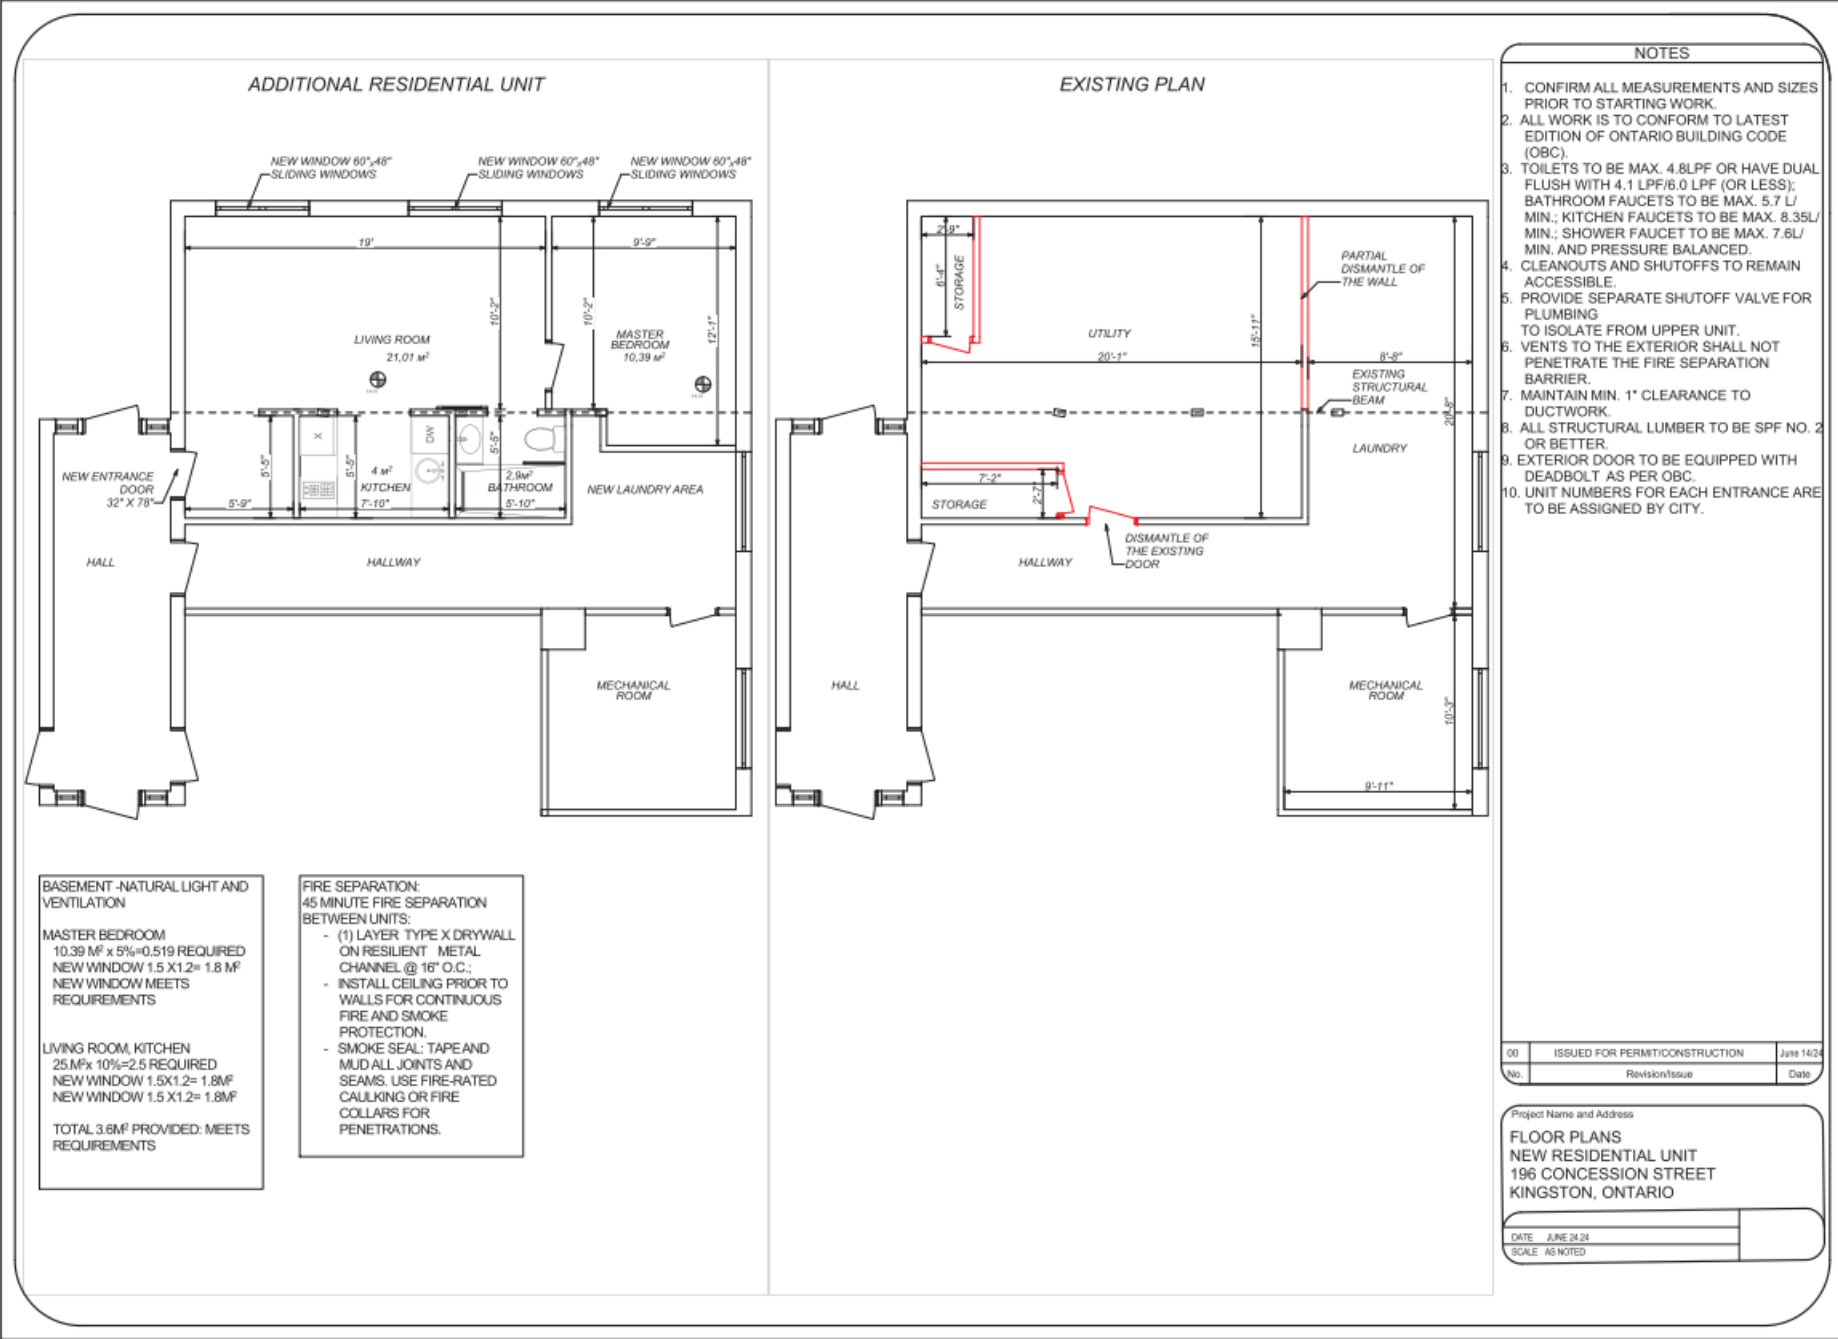 ADDITIONAL RESIDENTIAL UNIT
NEW WINDOW 60"x48"
SLIDING WINDOWS
NEW WINDOW 60"x48"
SLIDING WINDOWS
NEW WINDOW 60"x48"
SLIDING WINDOWS
19'
9'-9"
10'-2"
10'-2"
12'-1"
LIVING ROOM
21,01 M²
MASTER
BEDROOM
10,39 M²
NEW ENTRANCE
DOOR
32" X 78"
5'-5"
X
5'-5"
DW
5'-5"
4 M²
KITCHEN
2,9M²
BATHROOM
5'-9"
7'-10"
5'-10"
NEW LAUNDRY AREA
HALL
HALLWAY
MECHANICAL
ROOM
BASEMENT -NATURAL LIGHT AND
VENTILATION
MASTER BEDROOM
10.39 M² x 5%=0.519 REQUIRED
NEW WINDOW 1.5 X1.2= 1.8 M²
NEW WINDOW MEETS
REQUIREMENTS
LIVING ROOM, KITCHEN
25.M²x 10%=2.5 REQUIRED
NEW WINDOW 1.5X1.2= 1.8M²
NEW WINDOW 1.5 X1.2= 1.8M²
TOTAL 3.6M² PROVIDED: MEETS
REQUIREMENTS
FIRE SEPARATION:
45 MINUTE FIRE SEPARATION
BETWEEN UNITS:
- (1) LAYER TYPE X DRYWALL
ON RESILIENT METAL
CHANNEL @ 16" O.C.;
- INSTALL CEILING PRIOR TO
WALLS FOR CONTINUOUS
FIRE AND SMOKE
PROTECTION.
- SMOKE SEAL: TAPE AND
MUD ALL JOINTS AND
SEAMS. USE FIRE-RATED
CAULKING OR FIRE
COLLARS FOR
PENETRATIONS.
EXISTING PLAN
2'-9"
6'-4"
STORAGE
UTILITY
20'-1"
15'-11"
PARTIAL
DISMANTLE OF
THE WALL
8'-8"
EXISTING
STRUCTURAL
BEAM
20'-8"
LAUNDRY
7'-2"
2'-7"
STORAGE
DISMANTLE OF
THE EXISTING
DOOR
HALLWAY
HALL
MECHANICAL
ROOM
10'-3"
9'-11"
NOTES
1. CONFIRM ALL MEASUREMENTS AND SIZES
PRIOR TO STARTING WORK.
2. ALL WORK IS TO CONFORM TO LATEST
EDITION OF ONTARIO BUILDING CODE
(OBC).
3. TOILETS TO BE MAX. 4.8LPF OR HAVE DUAL
FLUSH WITH 4.1 LPF/6.0 LPF (OR LESS);
BATHROOM FAUCETS TO BE MAX. 5.7 L/
MIN.; KITCHEN FAUCETS TO BE MAX. 8.35L/
MIN.; SHOWER FAUCET TO BE MAX. 7.6L/
MIN. AND PRESSURE BALANCED.
4. CLEANOUTS AND SHUTOFFS TO REMAIN
ACCESSIBLE.
5. PROVIDE SEPARATE SHUTOFF VALVE FOR
PLUMBING
TO ISOLATE FROM UPPER UNIT.
6. VENTS TO THE EXTERIOR SHALL NOT
PENETRATE THE FIRE SEPARATION
BARRIER.
7. MAINTAIN MIN. 1" CLEARANCE TO
DUCTWORK.
8. ALL STRUCTURAL LUMBER TO BE SPF NO. 2
OR BETTER.
9. EXTERIOR DOOR TO BE EQUIPPED WITH
DEADBOLT AS PER OBC.
10. UNIT NUMBERS FOR EACH ENTRANCE ARE
TO BE ASSIGNED BY CITY.
00 ISSUED FOR PERMIT/CONSTRUCTION June 14/24
No. Revision/Issue Date
Project Name and Address
FLOOR PLANS
NEW RESIDENTIAL UNIT
196 CONCESSION STREET
KINGSTON, ONTARIO
DATE JUNE 24.24
SCALE AS NOTED